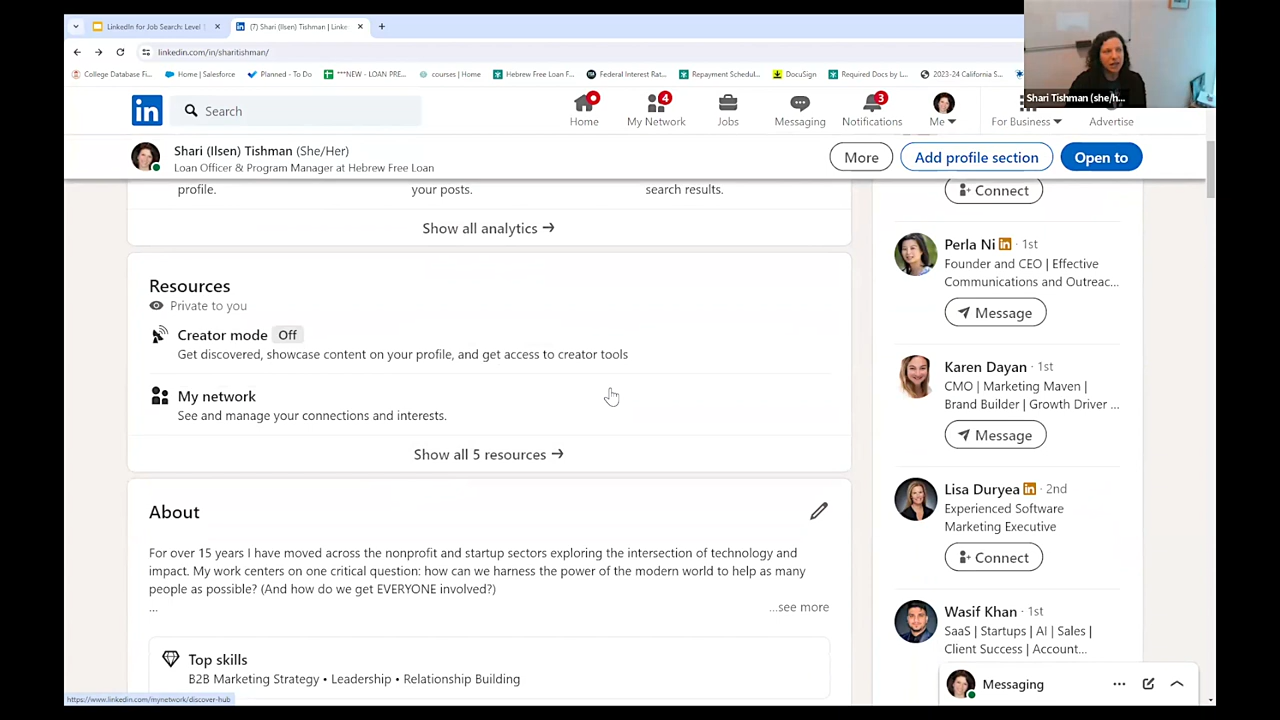 LinkedIn for Job Search: Level
(7) Shari (Ilsen) Tishman | Linke
linkedin.com/in/sharitishman/
College Database Fi...
Home | Salesforce
Planned - To Do
***NEW - LOAN PRE...
courses | Home
Hebrew Free Loan F...
Federal Interest Rat...
Repayment Schedul...
DocuSign
Required Docs by L...
2023-24 California S...
Shari Tishman (she/h...
in
Search
Home
4
My Network
Jobs
Messaging
3
Notifications
Me
For Business
Advertise
Shari (Ilsen) Tishman (She/Her)
Loan Officer & Program Manager at Hebrew Free Loan
More
Add profile section
Open to
profile.
your posts.
search results.
Show all analytics →
Resources
Private to you
Creator mode Off
Get discovered, showcase content on your profile, and get access to creator tools
My network
See and manage your connections and interests.
Show all 5 resources →
About
For over 15 years I have moved across the nonprofit and startup sectors exploring the intersection of technology and
impact. My work centers on one critical question: how can we harness the power of the modern world to help as many
people as possible? (And how do we get EVERYONE involved?)
...
...see more
Top skills
B2B Marketing Strategy • Leadership • Relationship Building
Connect
Perla Ni in · 1st
Founder and CEO | Effective
Communications and Outreac...
Message
Karen Dayan · 1st
CMO | Marketing Maven |
Brand Builder | Growth Driver ...
Message
Lisa Duryea in · 2nd
Experienced Software
Marketing Executive
Connect
Wasif Khan · 1st
SaaS | Startups | AI | Sales |
Client Success | Account...
Messaging
https://www.linkedin.com/mynetwork/discover-hub